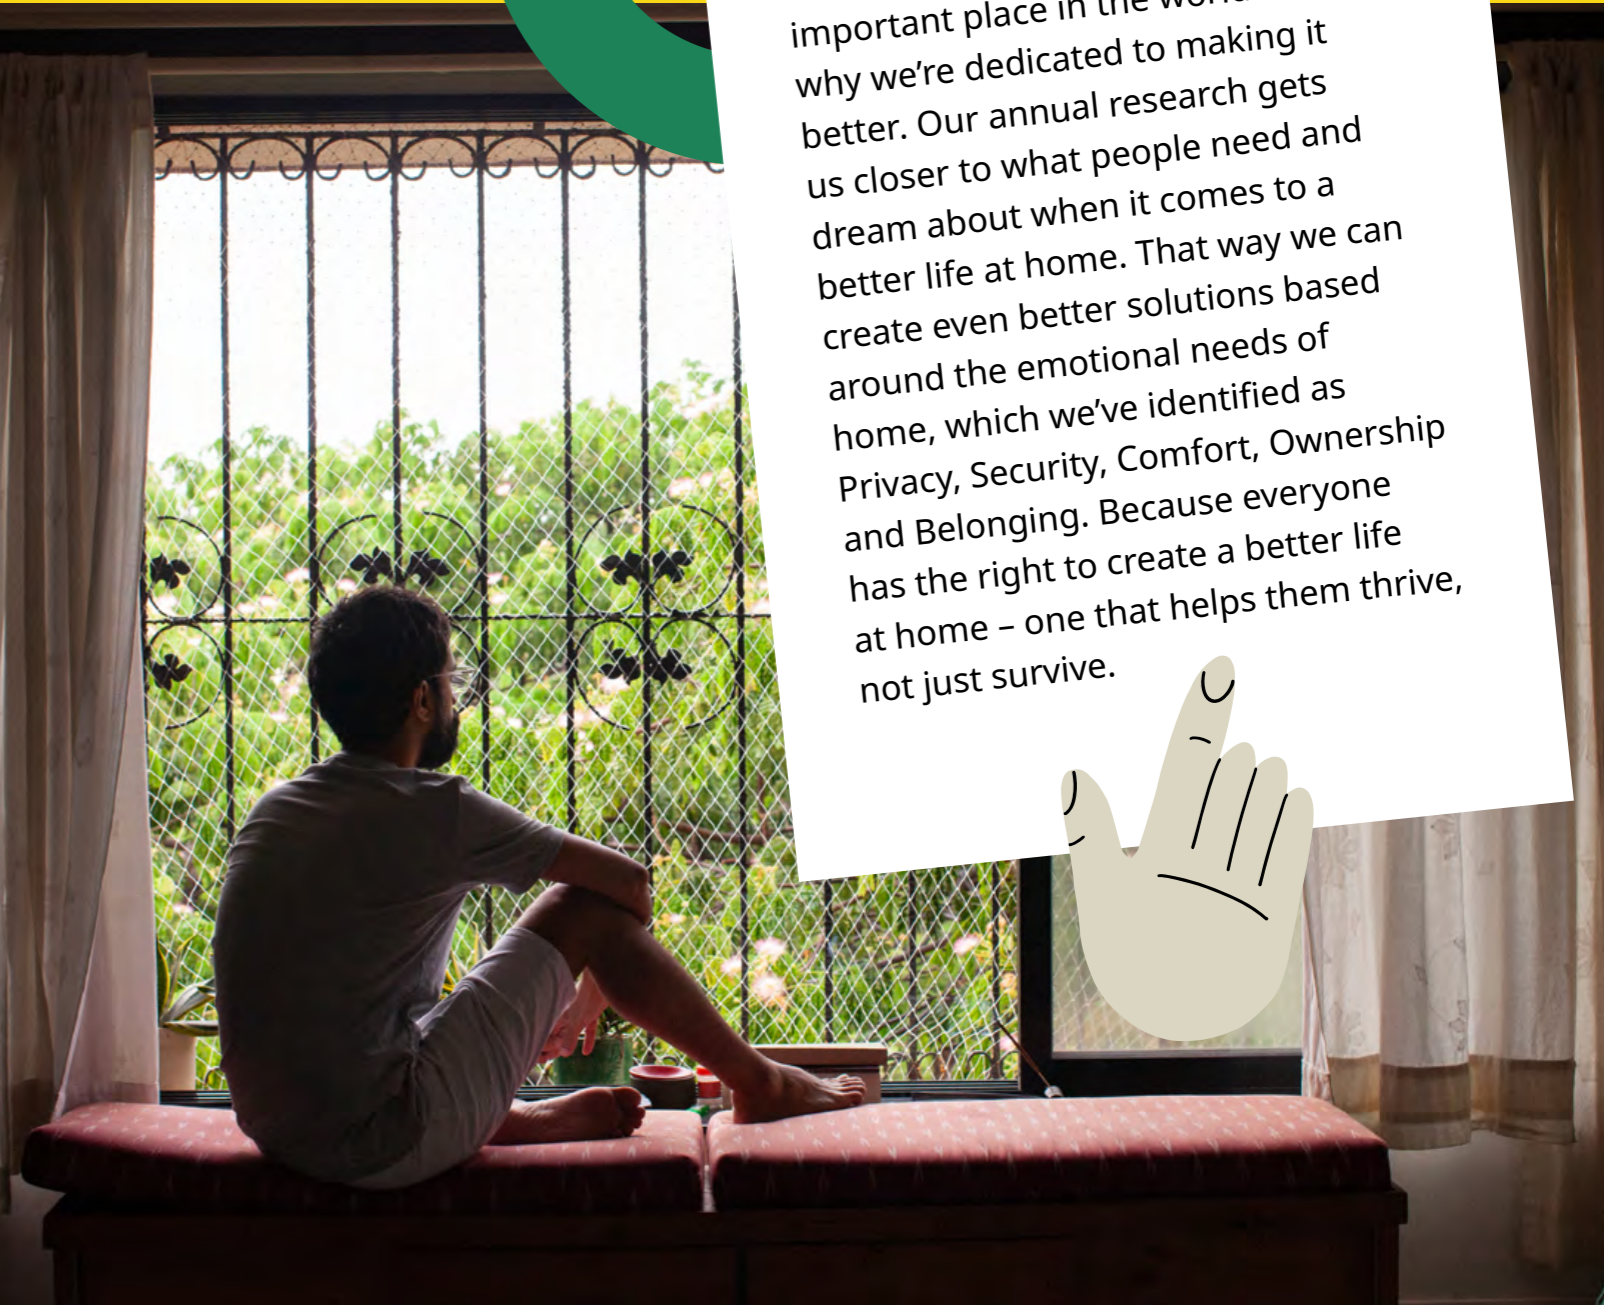 important place in the world
why we’re dedicated to making it
better. Our annual research gets
us closer to what people need and
dream about when it comes to a
better life at home. That way we can
create even better solutions based
around the emotional needs of
home, which we’ve identified as
Privacy, Security, Comfort, Ownership
and Belonging. Because everyone
has the right to create a better life
at home – one that helps them thrive,
not just survive.